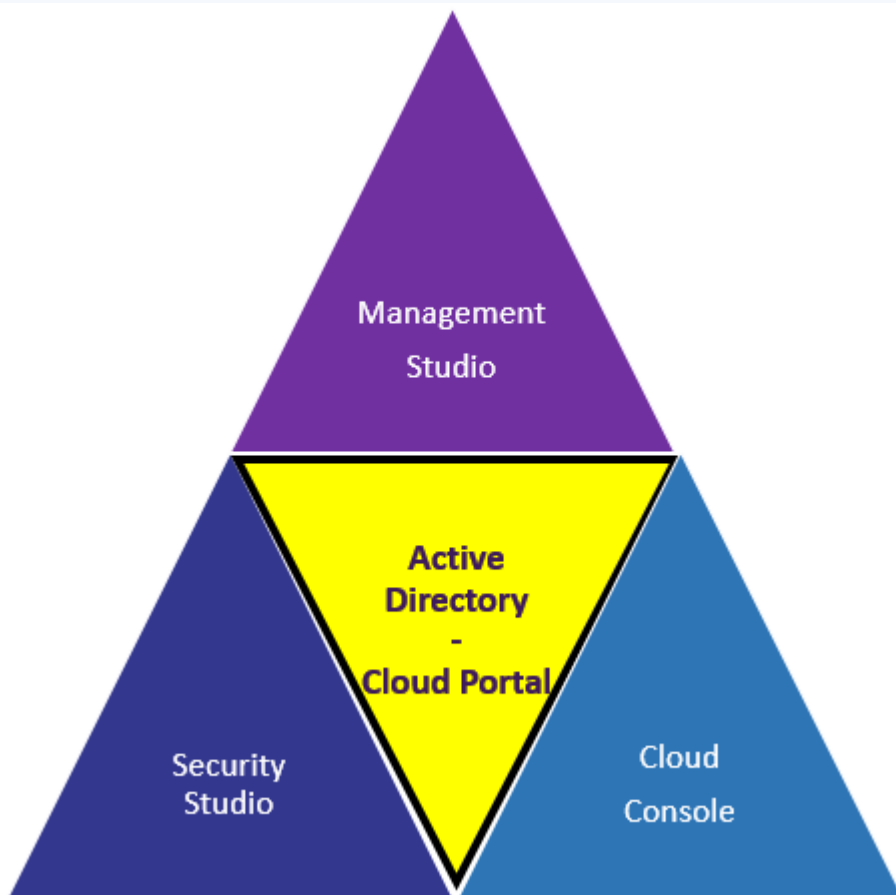 Management
Studio
Active
Directory
-
Cloud Portal
Security
Studio
Cloud
Console